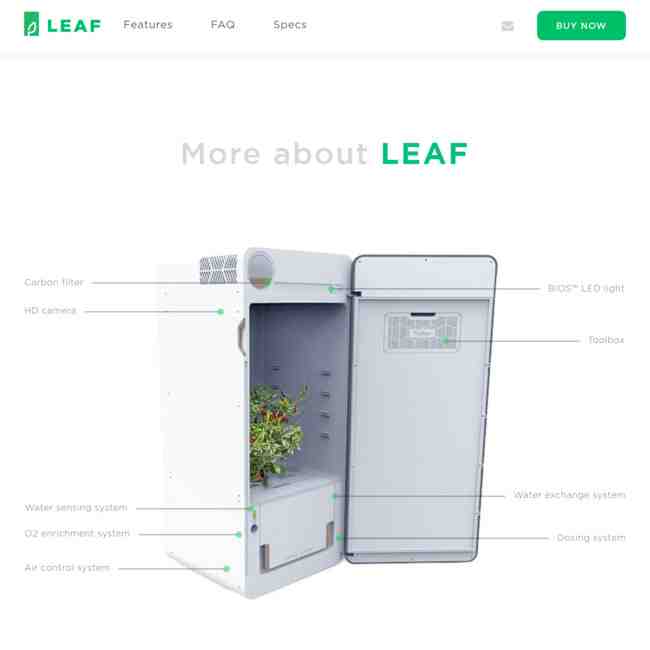 LEAF
Features
FAQ
Specs
BUY NOW
More about LEAF
Carbon filter
BIOS™ LED light
HD camera
Toolbox
Water exchange system
Water sensing system
O2 enrichment system
Dosing system
Air control system